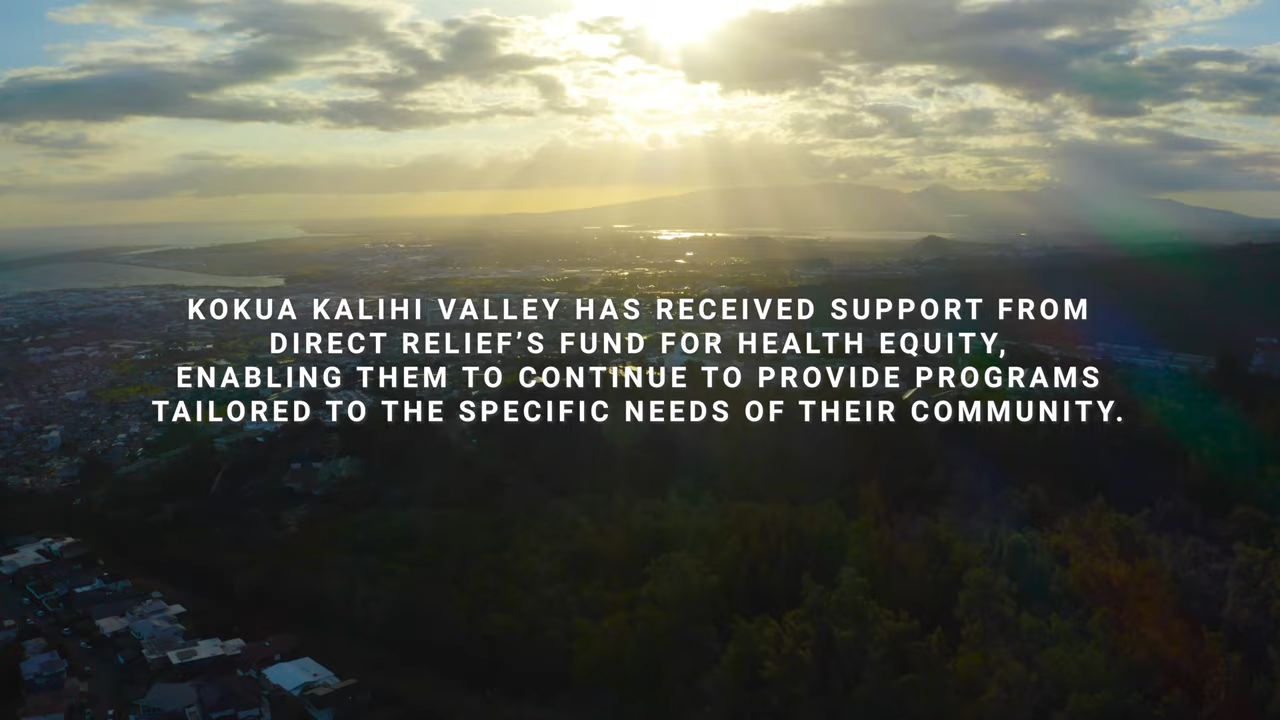 KOKUA KALIHI VALLEY HAS RECEIVED SUPPORT FROM
DIRECT RELIEF’S FUND FOR HEALTH EQUITY,
ENABLING THEM TO CONTINUE TO PROVIDE PROGRAMS
TAILORED TO THE SPECIFIC NEEDS OF THEIR COMMUNITY.